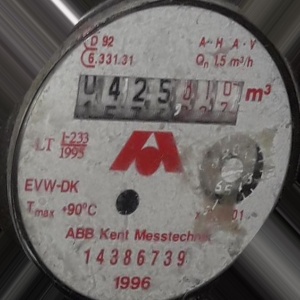 D 92
6.331.31
A-H A-V
Qn 1,5 m³/h
m³
LT 1-233
1995
EVW-DK
Tmax +90°C
ABB Kent Messtechnik
14386739
1996